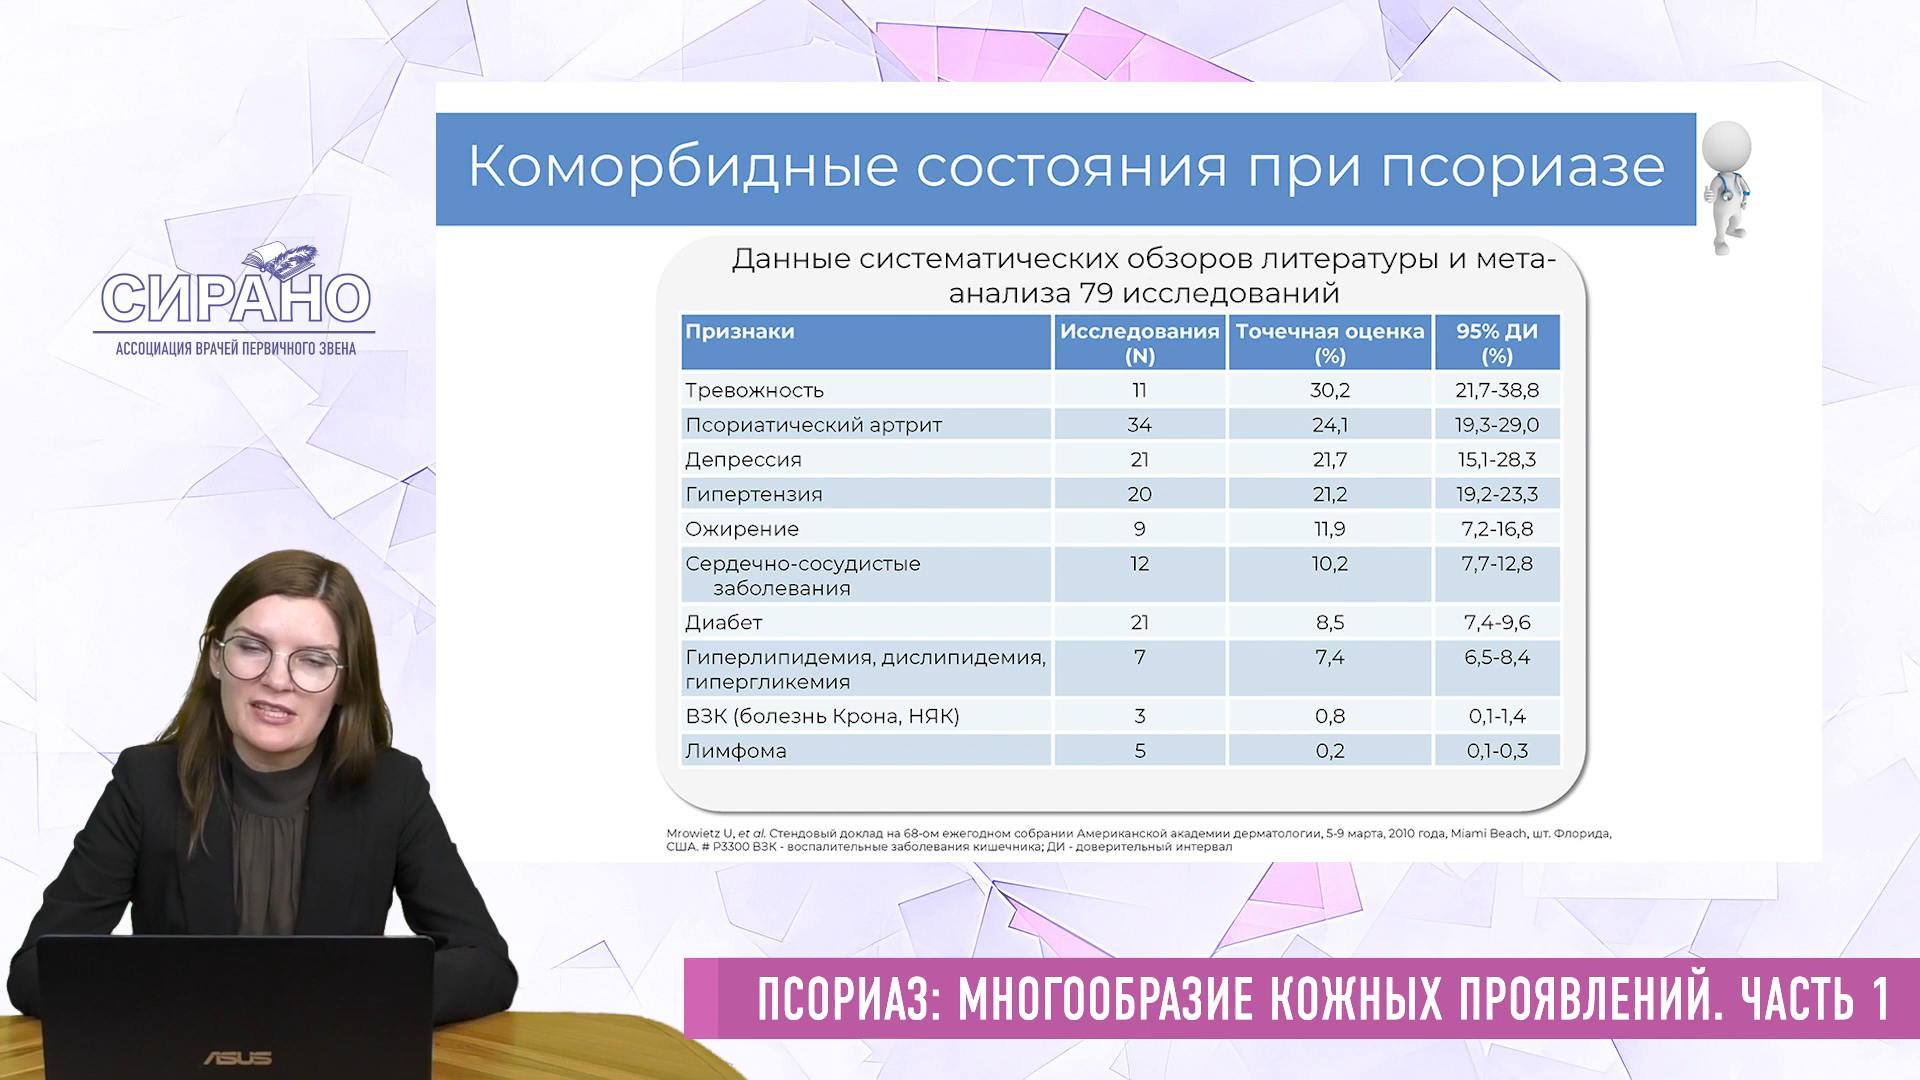 Коморбидные состояния при псориазе
СИРАНО
АССОЦИАЦИЯ ВРАЧЕЙ ПЕРВИЧНОГО ЗВЕНА
Данные систематических обзоров литературы и мета-
анализа 79 исследований
Признаки Исследования (N) Точечная оценка (%) 95% ДИ (%)
Тревожность 11 30,2 21,7-38,8
Псориатический артрит 34 24,1 19,3-29,0
Депрессия 21 21,7 15,1-28,3
Гипертензия 20 21,2 19,2-23,3
Ожирение 9 11,9 7,2-16,8
Сердечно-сосудистые 12 10,2 7,7-12,8
заболевания
Диабет 21 8,5 7,4-9,6
Гиперлипидемия, дислипидемия, 7 7,4 6,5-8,4
гипергликемия
ВЗК (болезнь Крона, НЯК) 3 0,8 0,1-1,4
Лимфома 5 0,2 0,1-0,3
Mrowietz U, et al. Стендовый доклад на 68-ом ежегодном собрании Американской академии дерматологии, 5-9 марта, 2010 года, Miami Beach, шт. Флорида,
США. # P3300 ВЗК - воспалительные заболевания кишечника; ДИ - доверительный интервал
ПСОРИАЗ: МНОГООБРАЗИЕ КОЖНЫХ ПРОЯВЛЕНИЙ. ЧАСТЬ 1
ASUS